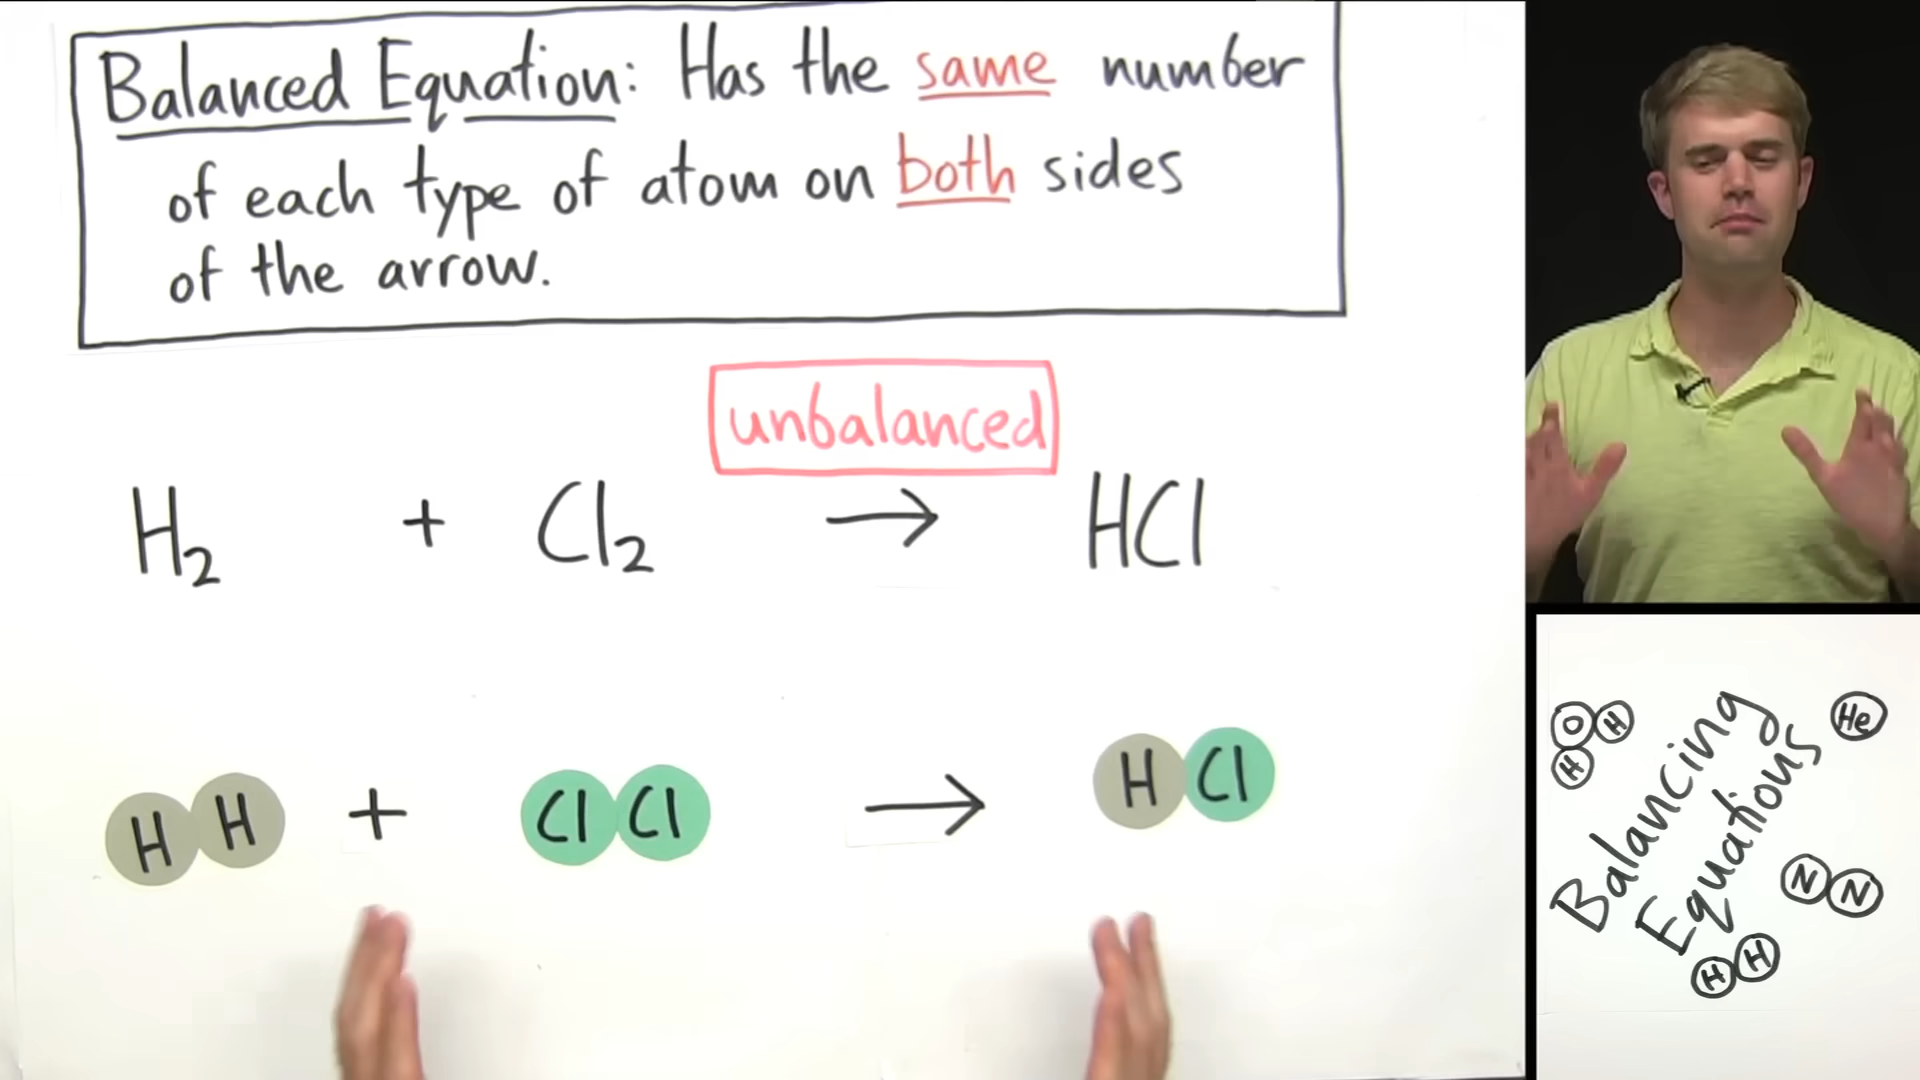 Balanced Equation: Has the same number
of each type of atom on both sides
of the arrow.
unbalanced
H₂ + Cl₂ → HCl
H H + Cl Cl → H Cl
O H
H
He
Balancing
Equations
N N
H H